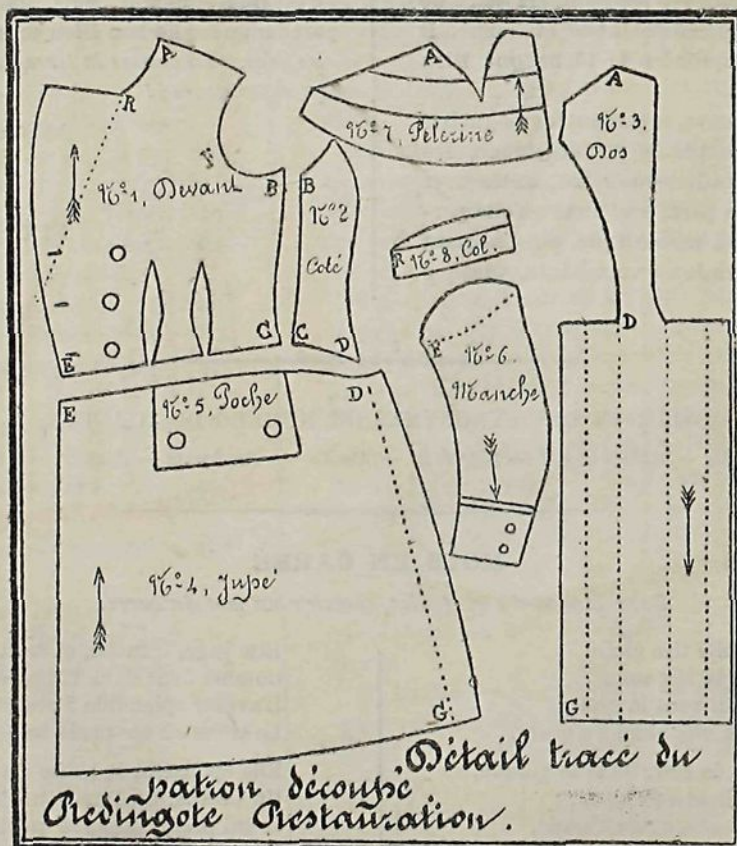 A
A
A
R
N° 3,
Dos
N° 7, Pelerine
N° 1, Devant
B
B
N° 2
Coté
R N° 8, Col.
C
C
D
D
E
E
N° 6.
Manche
E
N° 5, Poche
D
N° 4, Jupe
G
G
Détail tracé du
patron découpé
Redingote Restauration.